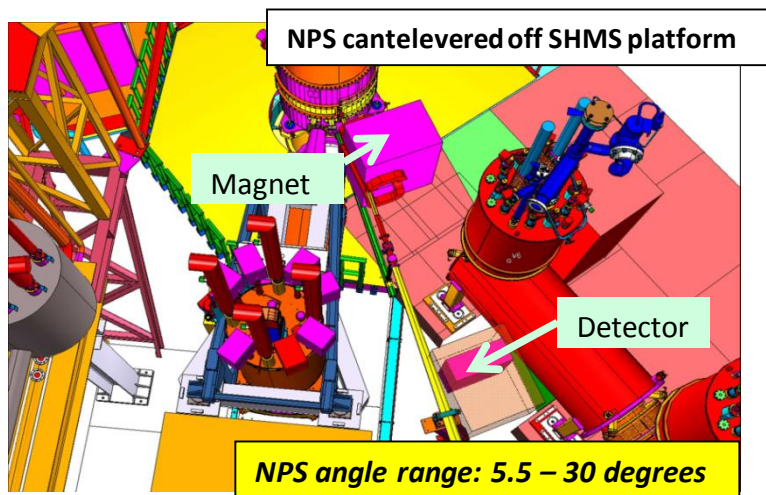 NPS cantelevered off SHMS platform
Magnet
Detector
NPS angle range: 5.5 – 30 degrees